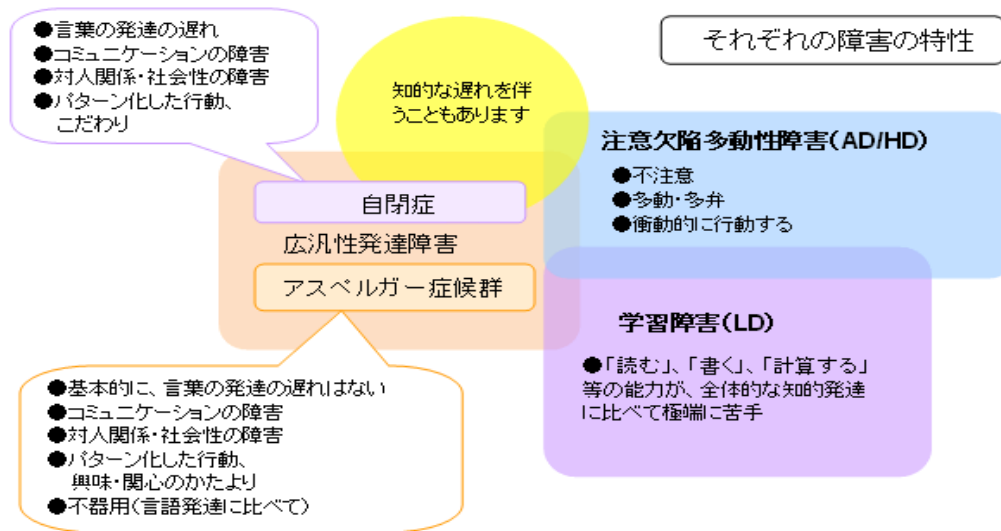 それぞれの障害の特性
●言葉の発達の遅れ
●コミュニケーションの障害
●対人関係・社会性の障害
●パターン化した行動、
こだわり
知的な遅れを伴
うこともあります
注意欠陥多動性障害(AD/HD)
●不注意
●多動・多弁
●衝動的に行動する
自閉症
広汎性発達障害
アスペルガー症候群
学習障害(LD)
●「読む」、「書く」、「計算する」
等の能力が、全体的な知的発達
に比べて極端に苦手
●基本的に、言葉の発達の遅れはない
●コミュニケーションの障害
●対人関係・社会性の障害
●パターン化した行動、
興味・関心のかたより
●不器用(言語発達に比べて)